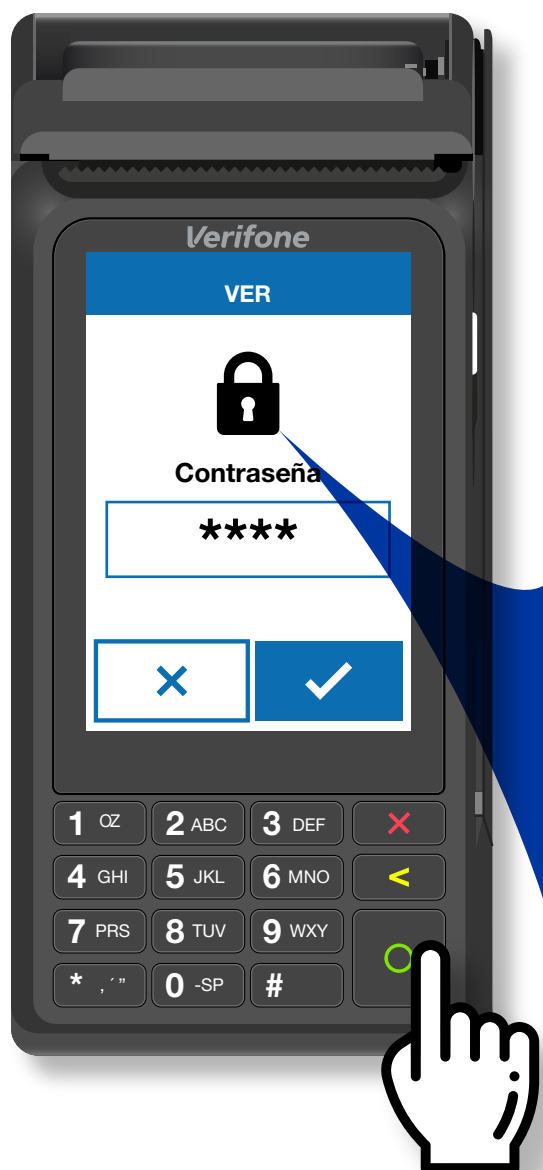 Verifone
VER
Contraseña
****
1 OZ 2 ABC 3 DEF
4 GHI 5 JKL 6 MNO <
7 PRS 8 TUV 9 WXY
* ,´" 0 -SP #